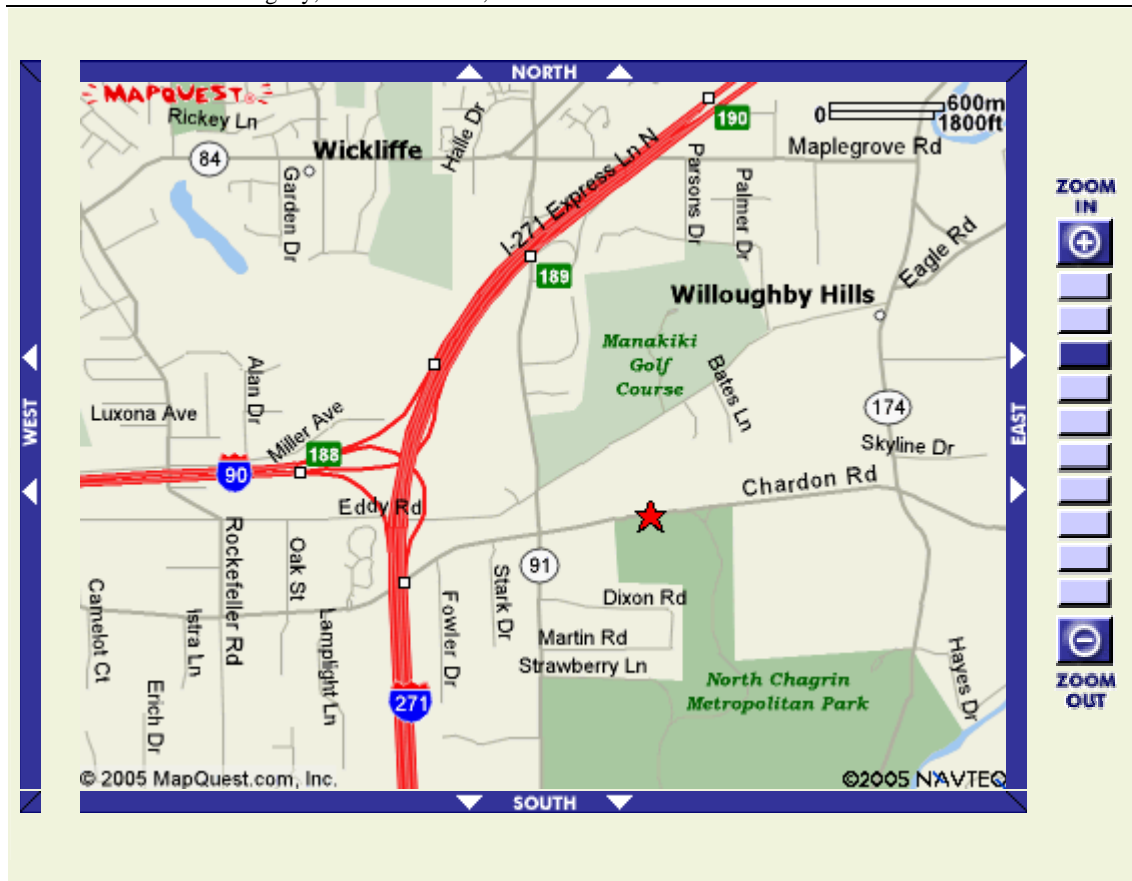 NORTH
MAPQUEST
Rickey Ln
84
Wickliffe
Halle Dr
Garden Dr
I-271 Express Ln N
190
0
600m
1800ft
Maplegrove Rd
Parsons Dr
Palmer Dr
Eagle Rd
189
Willoughby Hills
Manakiki
Golf
Course
Bates Ln
Alan Dr
Luxona Ave
Miller Ave
188
90
174
Skyline Dr
Chardon Rd
Eddy Rd
Rockefeller Rd
Oak St
91
Stark Dr
Fowler Dr
Dixon Rd
Martin Rd
Strawberry Ln
Camelot Ct
Istra Ln
Lamplight Ln
Erich Dr
271
North Chagrin
Metropolitan Park
Hayes Dr
© 2005 MapQuest.com, Inc.
©2005 NAVTEQ
WEST
EAST
SOUTH
ZOOM
IN
ZOOM
OUT